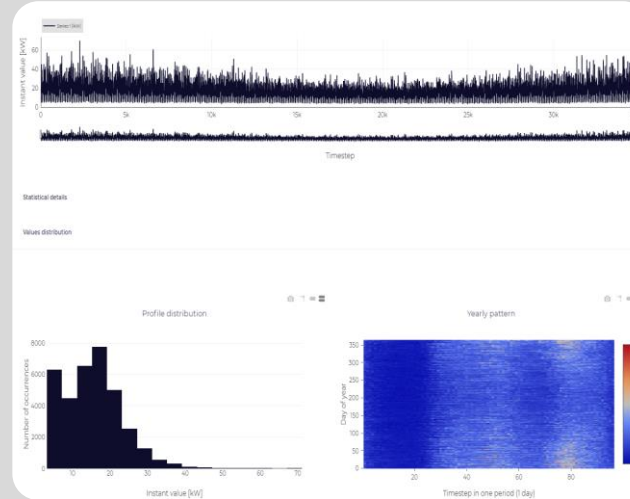 Instant value [kW]
60
40
20
0
0
5k
10k
15k
20k
25k
30k
Timestep
Statistical details
Values distribution
Profile distribution
Number of occurrences
8000
6000
4000
2000
0
10
20
30
40
50
60
70
Instant value [kW]
Yearly pattern
Day of year
350
300
250
200
150
100
50
0
20
40
60
80
Timestep in one period (1 day)